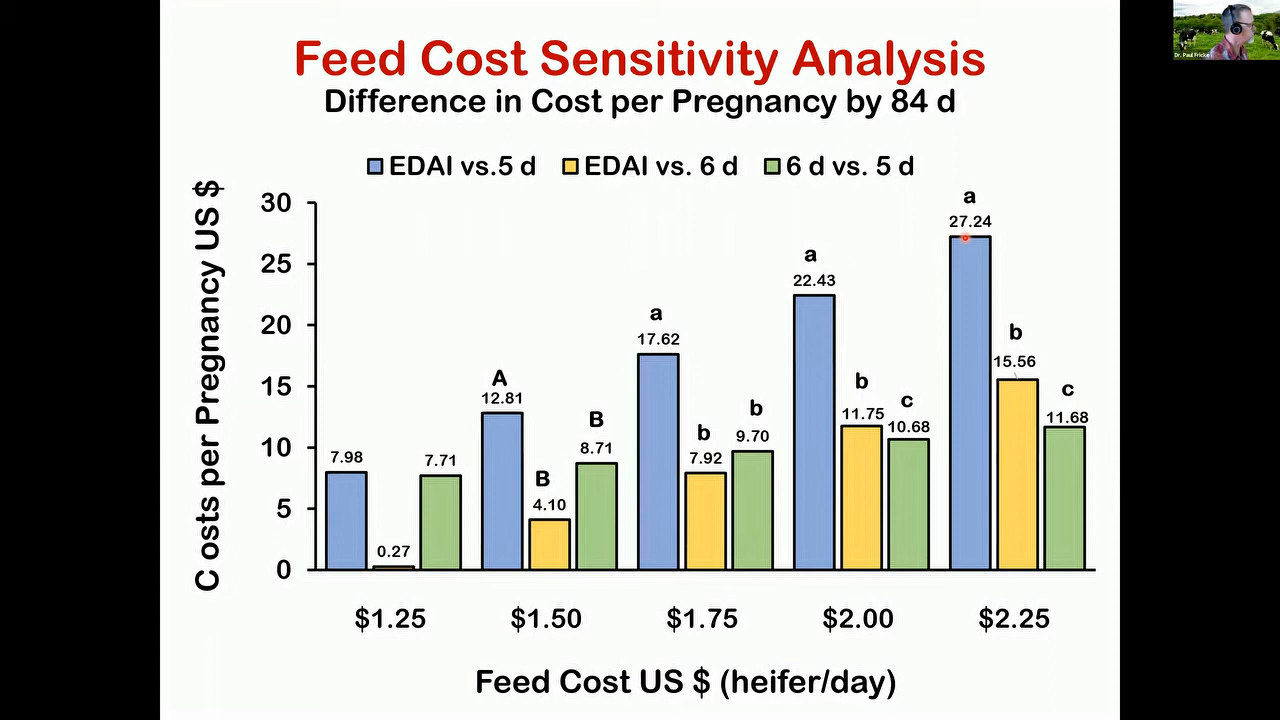 Feed Cost Sensitivity Analysis
Difference in Cost per Pregnancy by 84 d
EDAI vs.5 d EDAI vs. 6 d 6 d vs. 5 d
C osts per Pregnancy US $
30
25
20
15
10
5
0
7.98
0.27
7.71
A
12.81
B
4.10
B
8.71
a
17.62
b
7.92
b
9.70
a
22.43
b
11.75
c
10.68
a
27.24
b
15.56
c
11.68
$1.25 $1.50 $1.75 $2.00 $2.25
Feed Cost US $ (heifer/day)
Dr. Paul Fricke